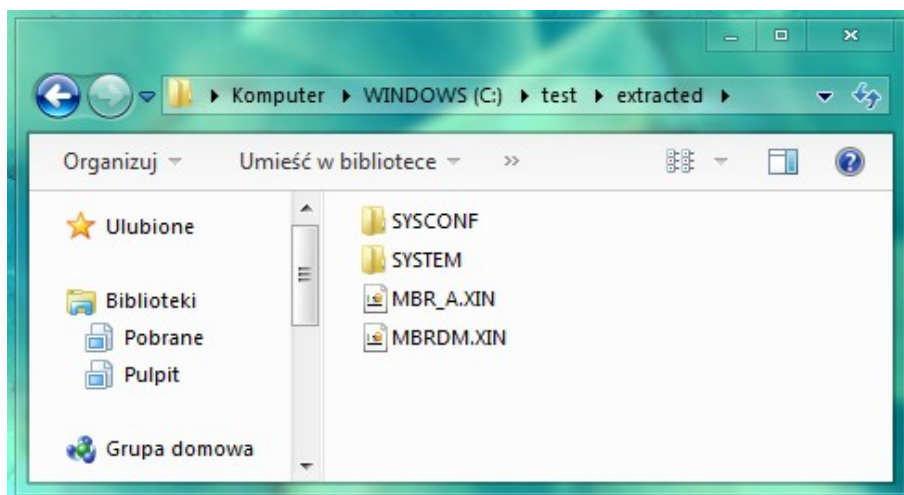 Komputer WINDOWS (C:) test extracted
Organizuj Umieść w bibliotece »
Ulubione
Biblioteki
Pobrane
Pulpit
Grupa domowa
SYSCONF
SYSTEM
MBR_A.XIN
MBRDM.XIN